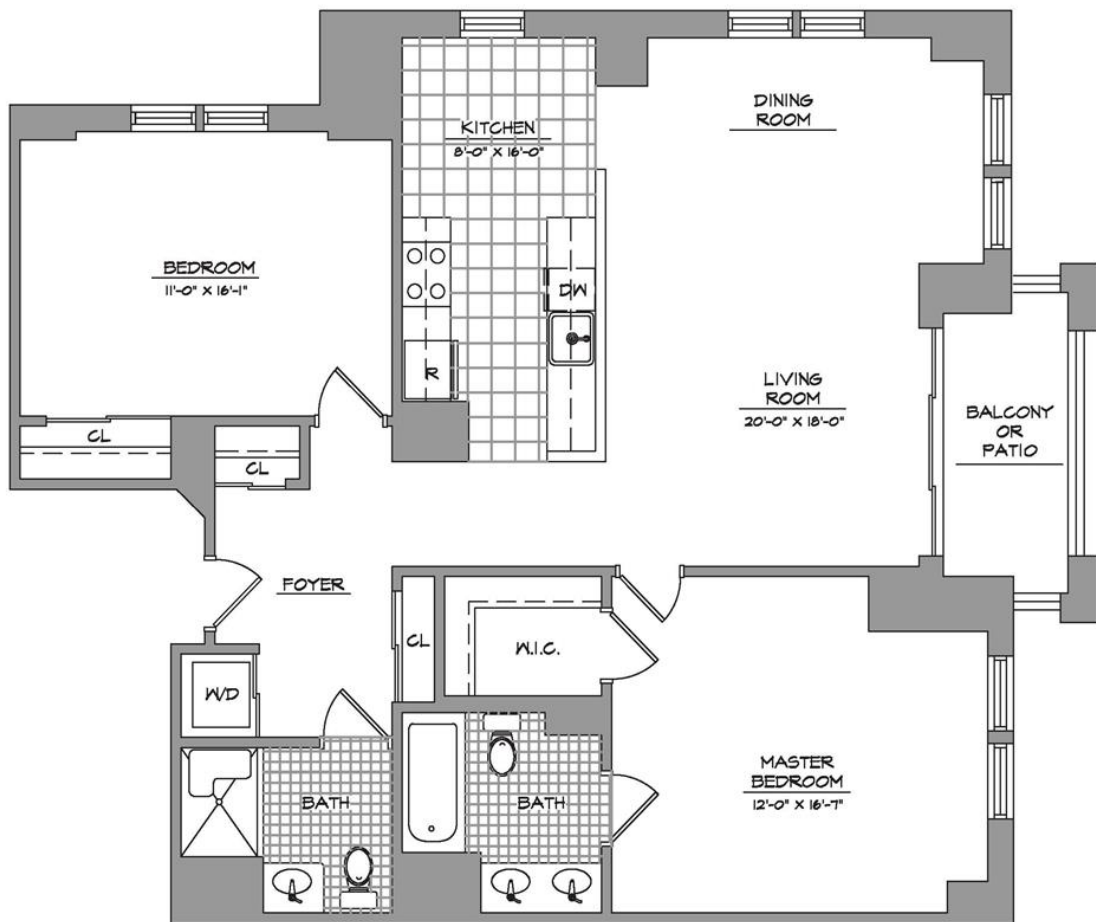 DINING
ROOM
KITCHEN
8'-0" X 16'-0"
BEDROOM
11'-0" X 16'-1"
DW
R
LIVING
ROOM
20'-0" X 18'-0"
BALCONY
OR
PATIO
CL
CL
FOYER
CL
W.I.C.
W/D
MASTER
BEDROOM
12'-0" X 16'-7"
BATH
BATH